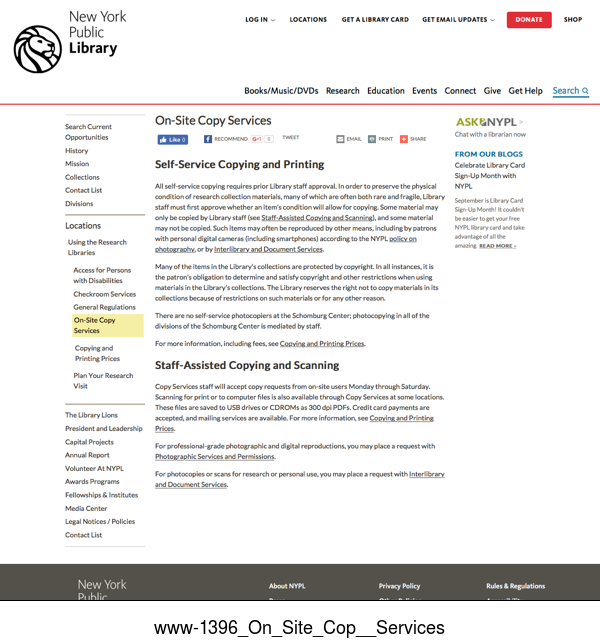 New York
Public
Library
LOG IN
LOCATIONS
GET A LIBRARY CARD
GET EMAIL UPDATES
DONATE
SHOP
Books/Music/DVDs Research Education Events Connect Give Get Help Search
Search Current
Opportunities
History
Mission
Collections
Contact List
Divisions
Locations
Using the Research
Libraries
Access for Persons
with Disabilities
Checkroom Services
General Regulations
On-Site Copy
Services
Copying and
Printing Prices
Plan Your Research
Visit
The Library Lions
President and Leadership
Capital Projects
Annual Report
Volunteer At NYPL
Awards Programs
Fellowships & Institutes
Media Center
Legal Notices / Policies
Contact List
On-Site Copy Services
Like 0
RECOMMEND
G+1 0
TWEET
EMAIL
PRINT
SHARE
Self-Service Copying and Printing
All self-service copying requires prior Library staff approval. In order to preserve the physical
condition of research collection materials, many of which are often both rare and fragile, Library
staff must first approve whether an item's condition will allow for copying. Some material may
only be copied by Library staff (see Staff-Assisted Copying and Scanning), and some material
may not be copied. Such items may often be reproduced by other means, including by patrons
with personal digital cameras (including smartphones) according to the NYPL policy on
photography, or by Interlibrary and Document Services.
Many of the items in the Library's collections are protected by copyright. In all instances, it is
the patron's obligation to determine and satisfy copyright and other restrictions when using
materials in the Library's collections. The Library reserves the right not to copy materials in its
collections because of restrictions on such materials or for any other reason.
There are no self-service photocopiers at the Schomburg Center; photocopying in all of the
divisions of the Schomburg Center is mediated by staff.
For more information, including fees, see Copying and Printing Prices.
Staff-Assisted Copying and Scanning
Copy Services staff will accept copy requests from on-site users Monday through Saturday.
Scanning for print or to computer files is also available through Copy Services at some locations.
These files are saved to USB drives or CDROMs as 300 dpi PDFs. Credit card payments are
accepted, and mailing services are available. For more information, see Copying and Printing
Prices.
For professional-grade photographic and digital reproductions, you may place a request with
Photographic Services and Permissions.
For photocopies or scans for research or personal use, you may place a request with Interlibrary
and Document Services.
ASK NYPL >
Chat with a librarian now
FROM OUR BLOGS
Celebrate Library Card
Sign-Up Month with
NYPL
September is Library Card
Sign-Up Month! It couldn't
be easier to get your free
NYPL library card and
take advantage of all the
amazing READ MORE ›
New York
Public
About NYPL
Privacy Policy
Rules & Regulations
www-1396_On_Site_Cop__Services